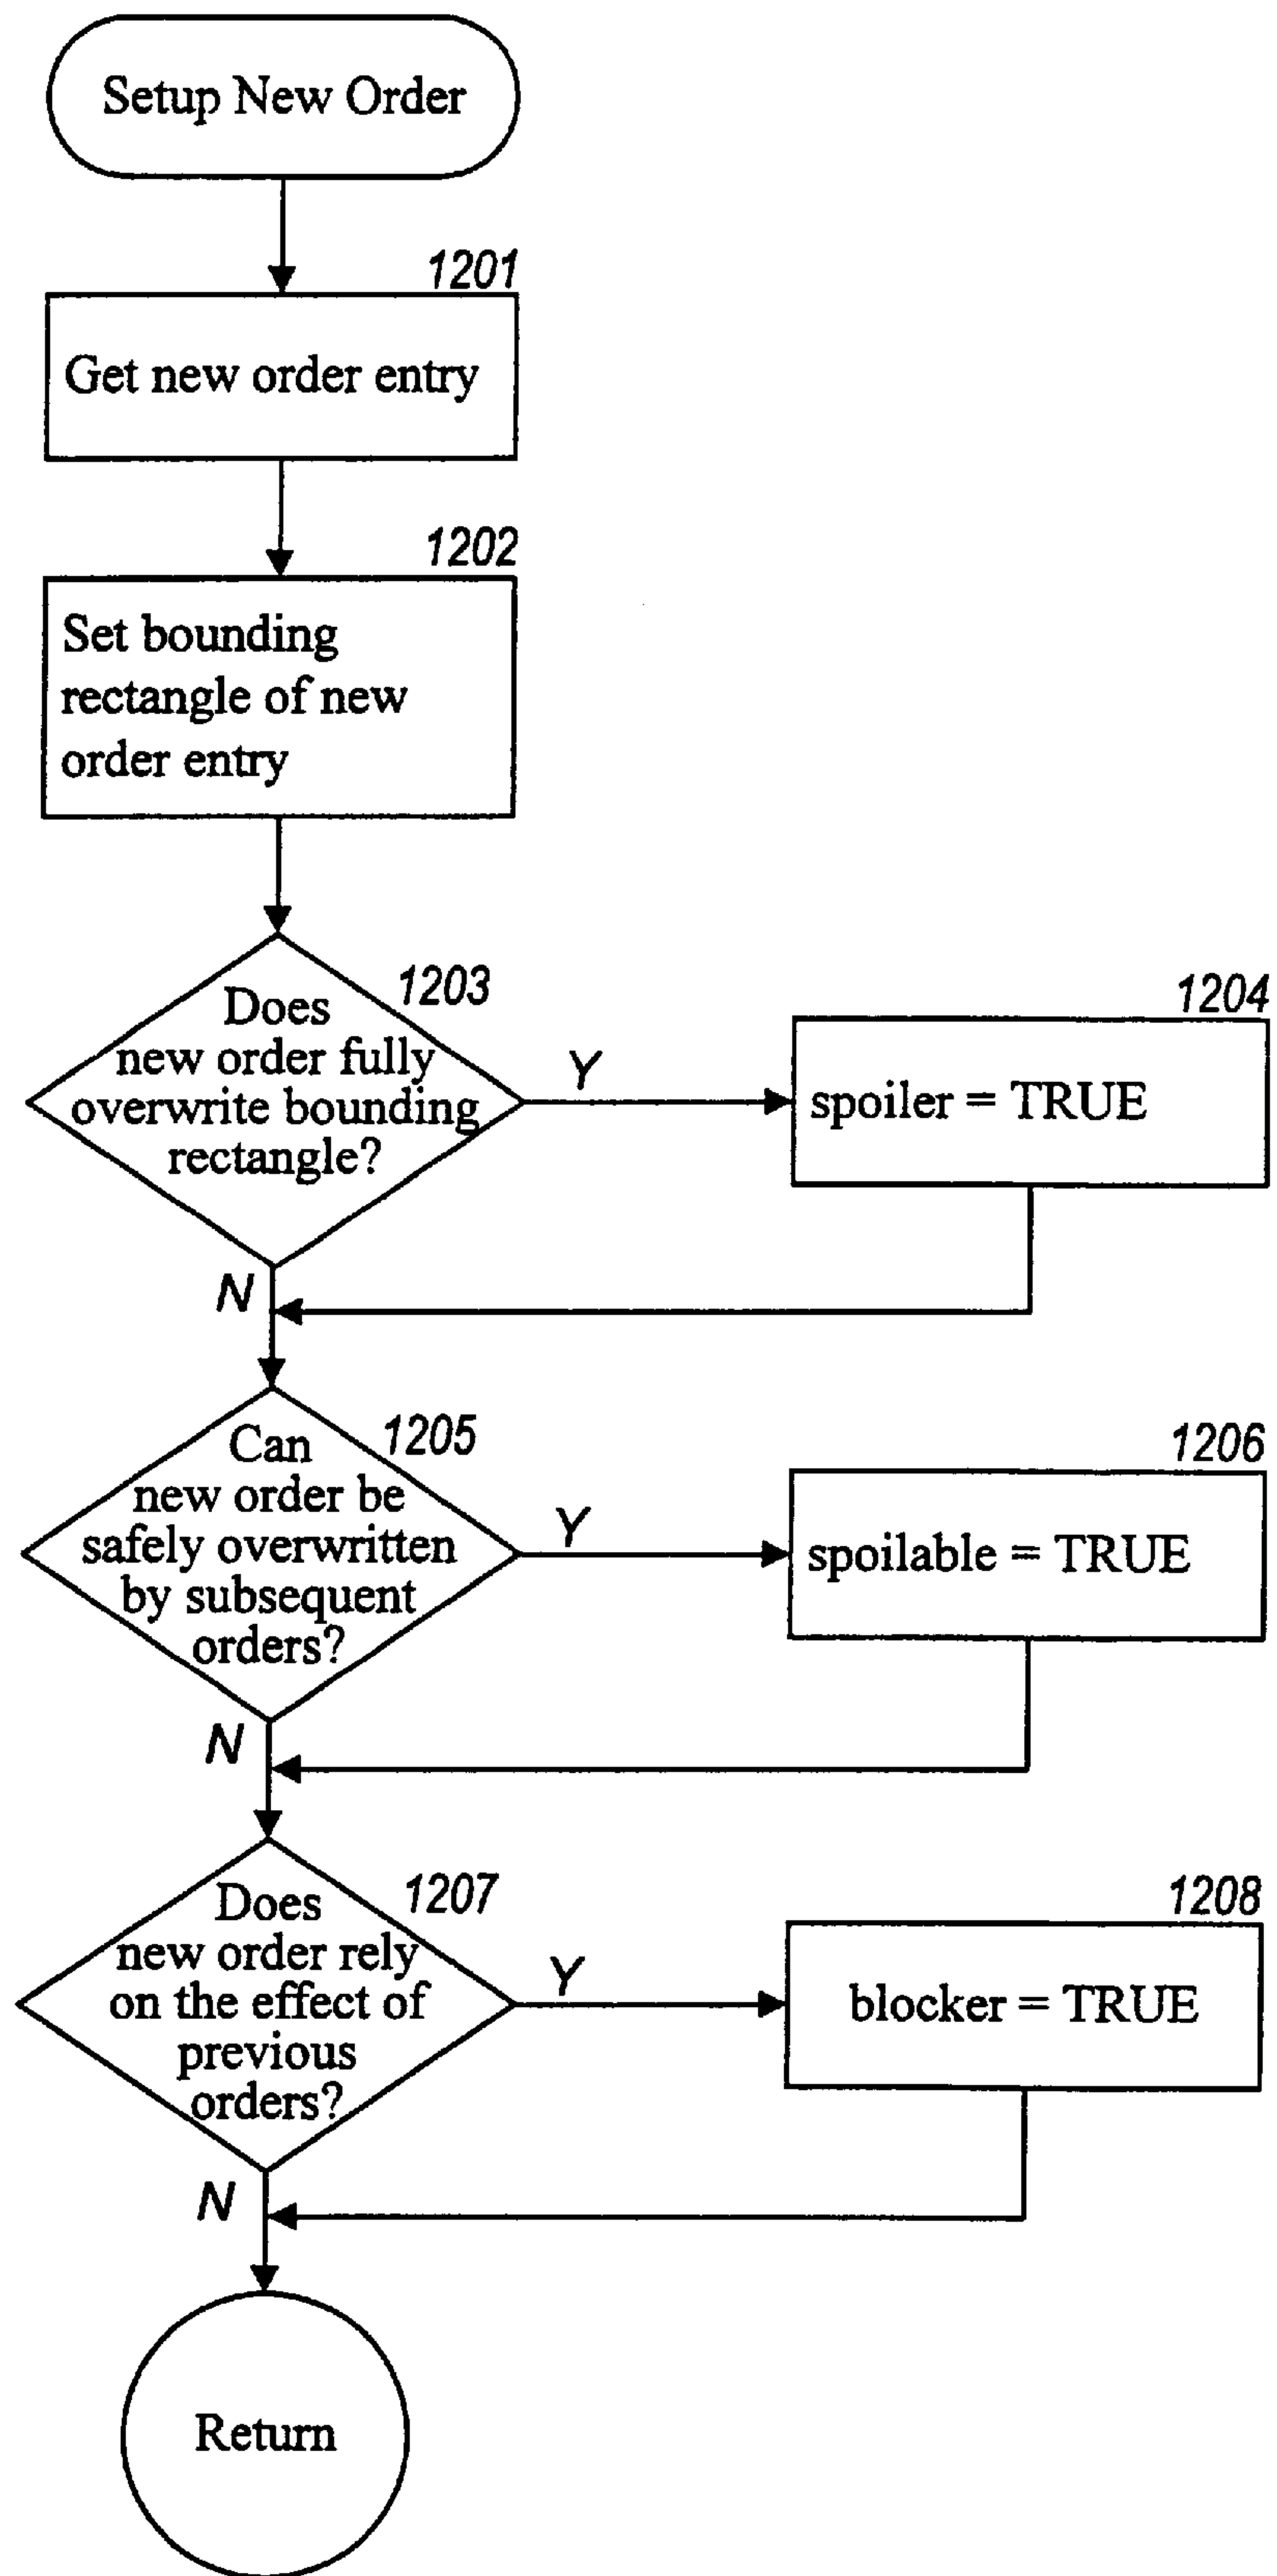 Setup New Order
1201
Get new order entry
1202
Set bounding
rectangle of new
order entry
1203
Does
new order fully
overwrite bounding
rectangle?
Y
1204
spoiler = TRUE
N
1205
Can
new order be
safely overwritten
by subsequent
orders?
Y
1206
spoilable = TRUE
N
1207
Does
new order rely
on the effect of
previous
orders?
Y
1208
blocker = TRUE
N
Return